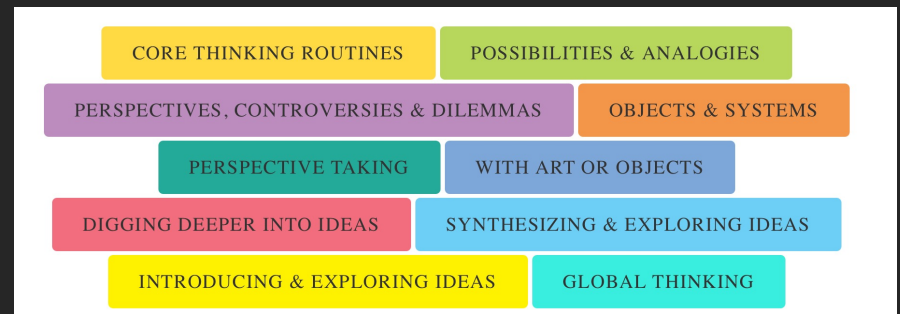 CORE THINKING ROUTINES
POSSIBILITIES & ANALOGIES
PERSPECTIVES, CONTROVERSIES & DILEMMAS
OBJECTS & SYSTEMS
PERSPECTIVE TAKING
WITH ART OR OBJECTS
DIGGING DEEPER INTO IDEAS
SYNTHESIZING & EXPLORING IDEAS
INTRODUCING & EXPLORING IDEAS
GLOBAL THINKING